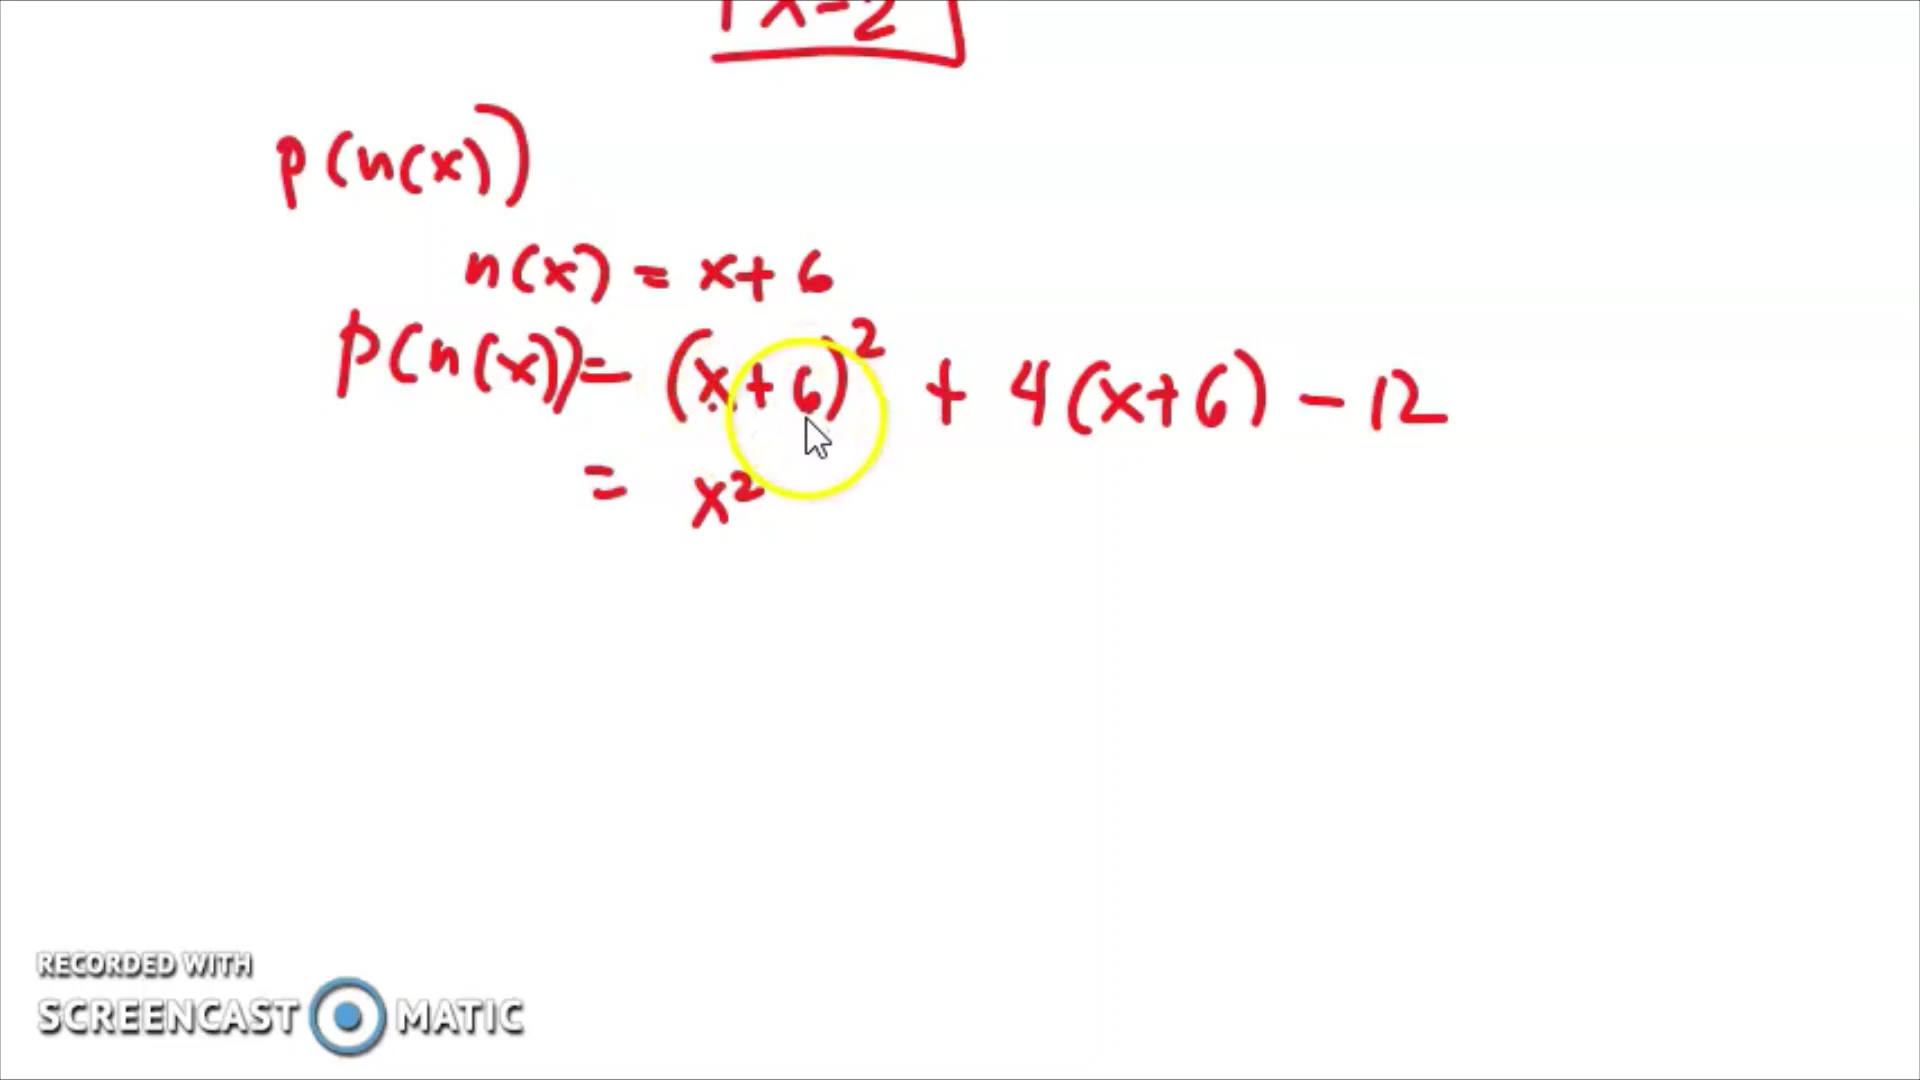 x-2
p(n(x))
n(x) = x+ 6
p(n(x))= (x+6)² + 4(x+6) - 12
= x²
RECORDED WITH
SCREENCAST MATIC